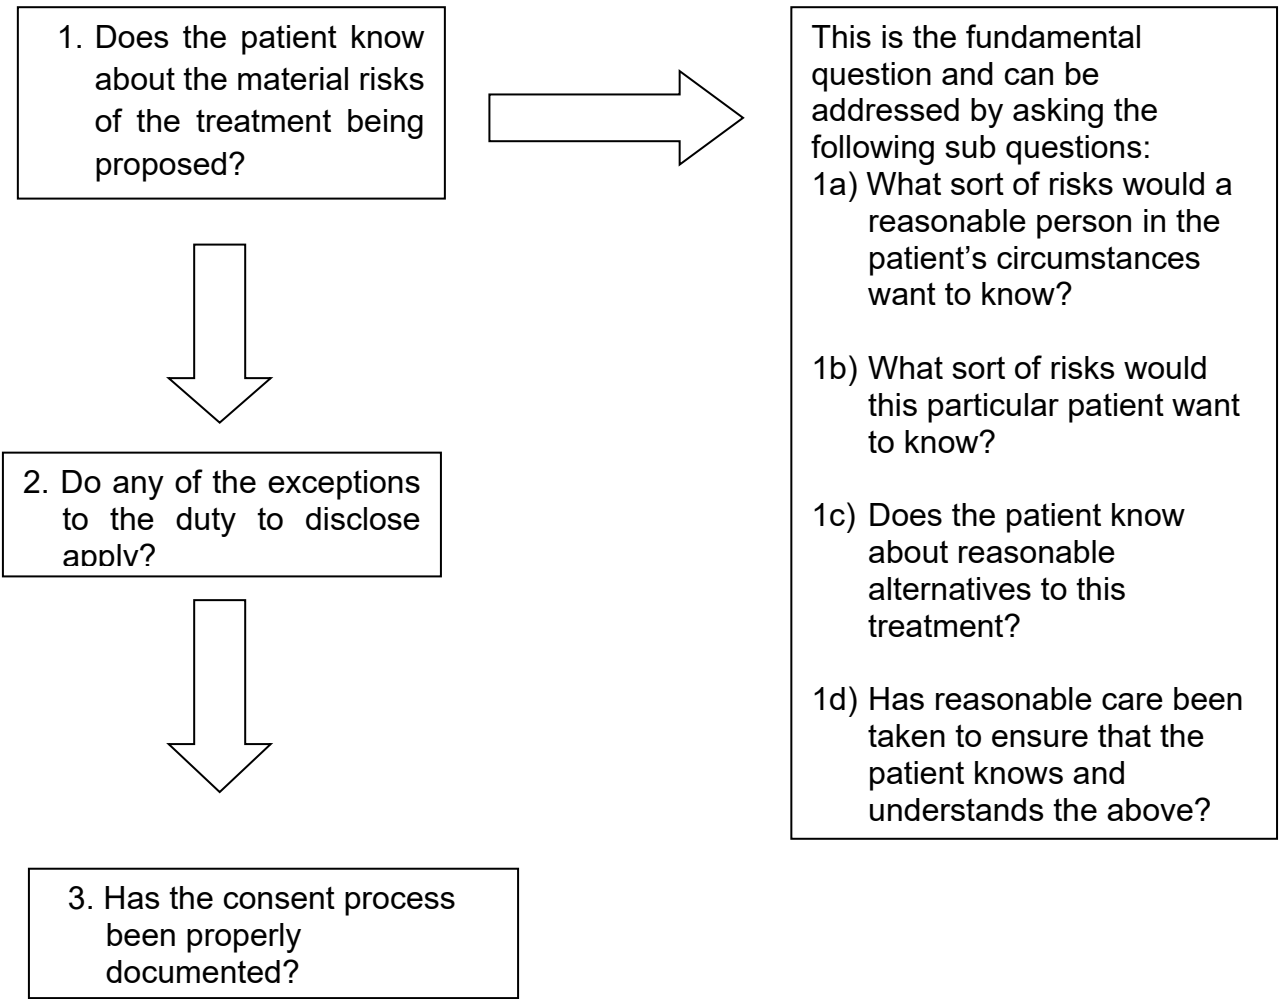 1. Does the patient know
about the material risks
of the treatment being
proposed?
This is the fundamental
question and can be
addressed by asking the
following sub questions:
1a) What sort of risks would a
reasonable person in the
patient’s circumstances
want to know?
1b) What sort of risks would
this particular patient want
to know?
1c) Does the patient know
about reasonable
alternatives to this
treatment?
1d) Has reasonable care been
taken to ensure that the
patient knows and
understands the above?
2. Do any of the exceptions
to the duty to disclose
apply?
3. Has the consent process
been properly
documented?